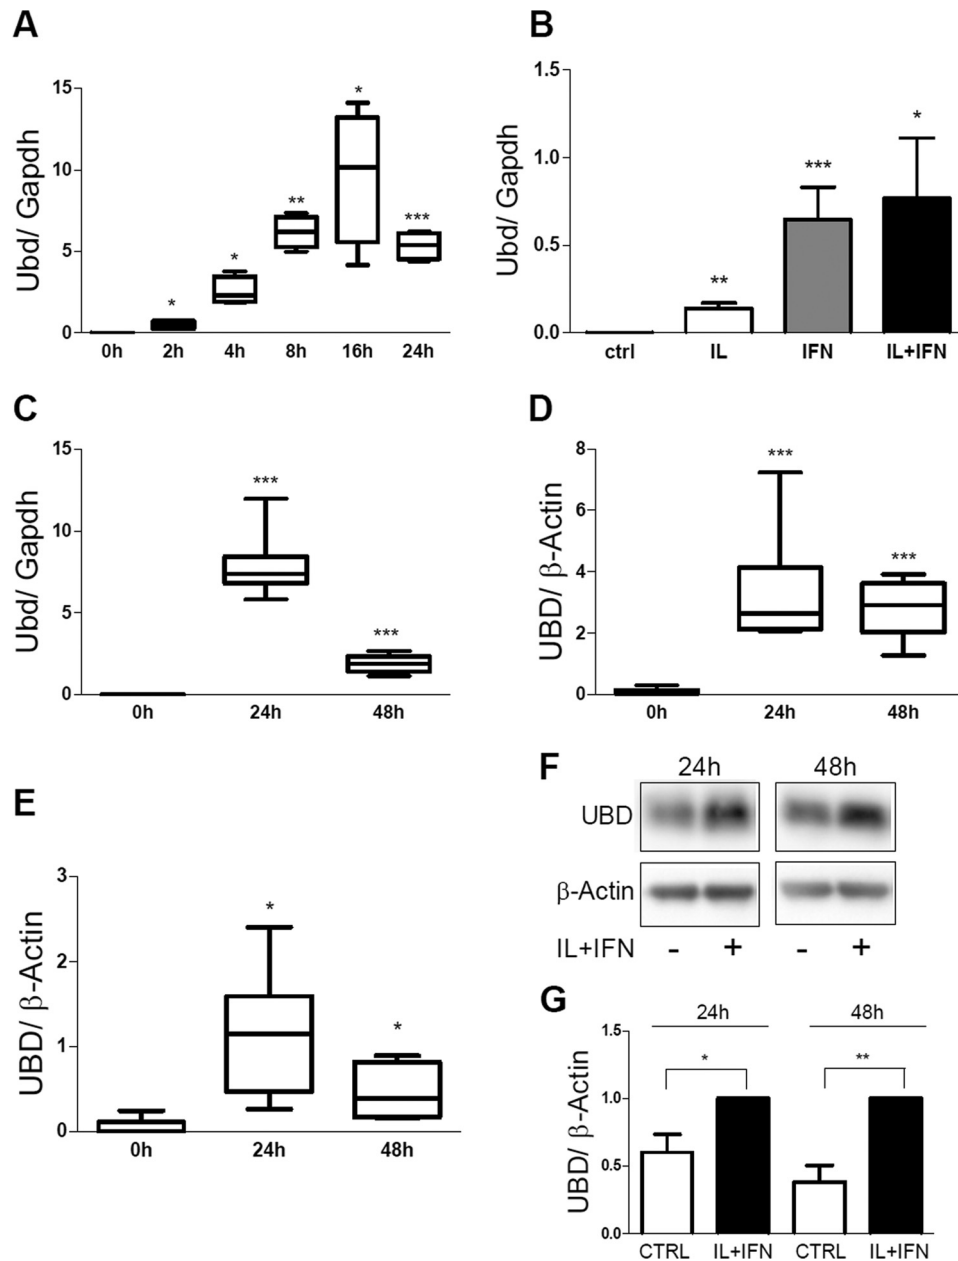 A
Ubd/ Gapdh
15
10
5
0
* * ** * ***
0h 2h 4h 8h 16h 24h
B
Ubd/ Gapdh
1.5
1.0
0.5
0.0
** *** *
ctrl IL IFN IL+IFN
C
Ubd/ Gapdh
15
10
5
0
*** ***
0h 24h 48h
D
UBD/ β-Actin
8
6
4
2
0
*** ***
0h 24h 48h
E
UBD/ β-Actin
3
2
1
0
* *
0h 24h 48h
F
24h 48h
UBD
β-Actin
IL+IFN - + - +
G
24h 48h
UBD/ β-Actin
1.5
1.0
0.5
0.0
* **
CTRL IL+IFN CTRL IL+IFN